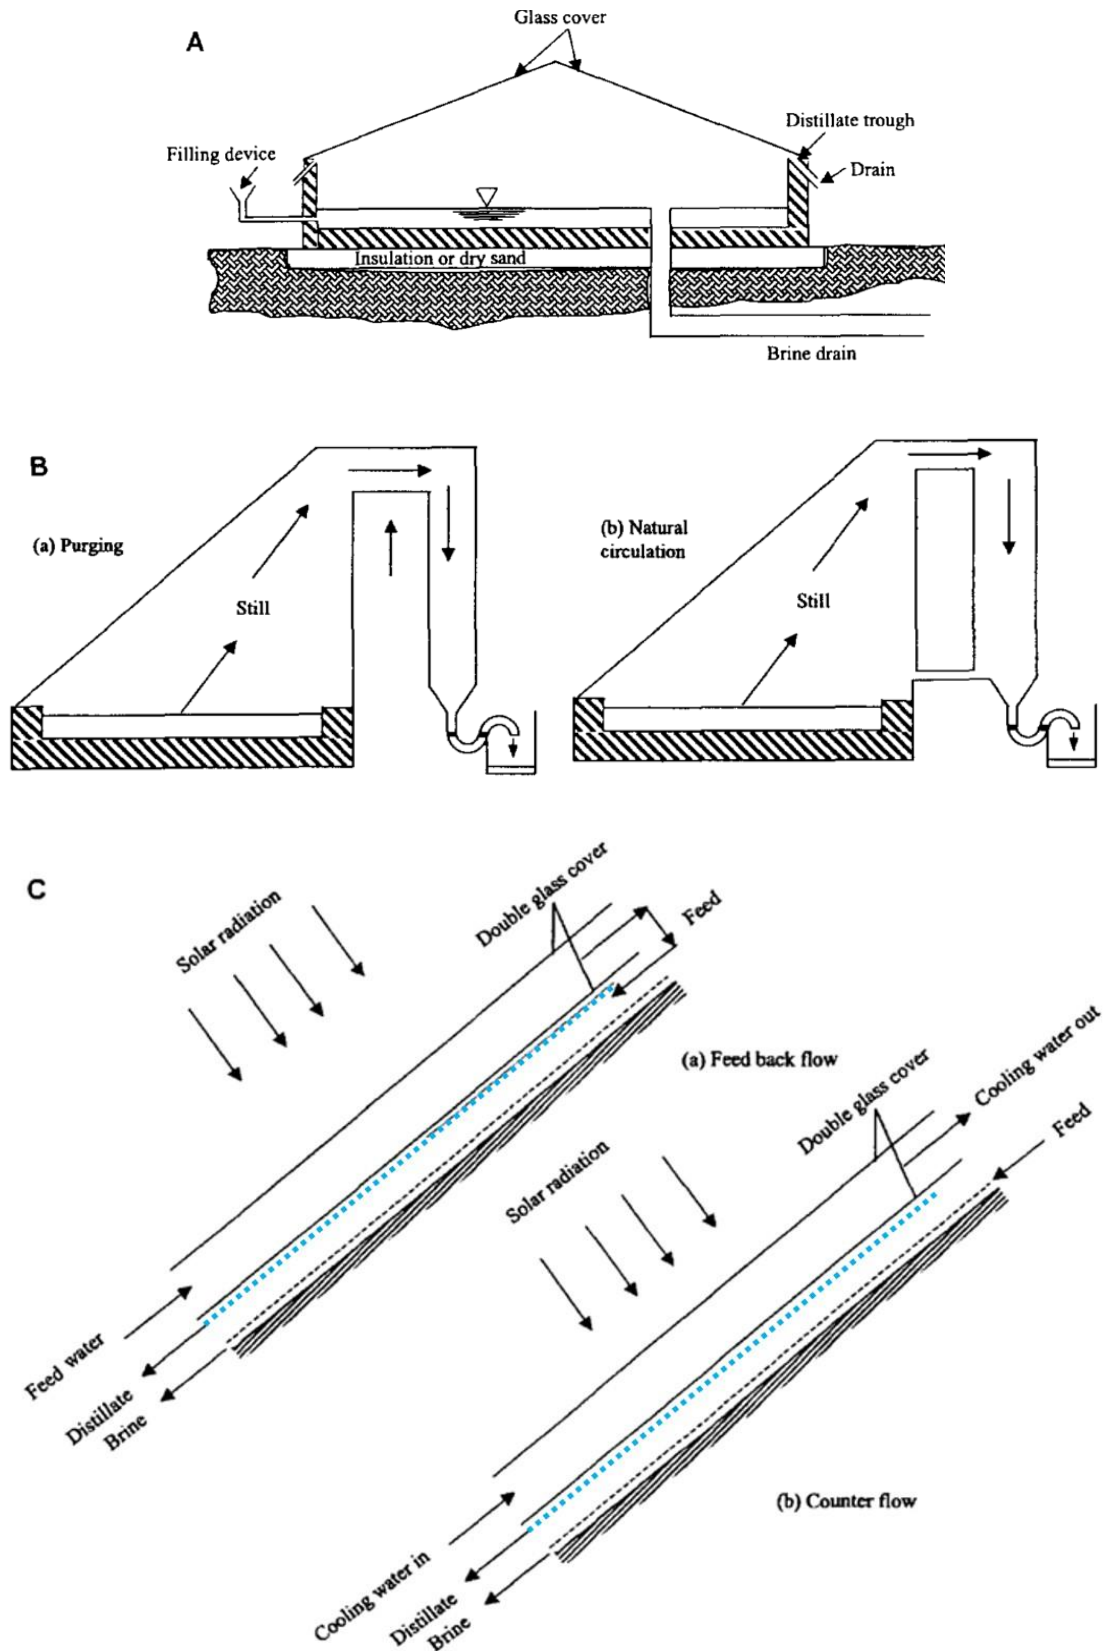 A
Glass cover
Distillate trough
Filling device
Drain
Insulation or dry sand
Brine drain
B
(a) Purging
Still
(b) Natural
circulation
Still
C
Solar radiation
Double glass cover
Feed
(a) Feed back flow
Feed water
Distillate
Brine
Solar radiation
Double glass cover
Cooling water out
Feed
(b) Counter flow
Cooling water in
Distillate
Brine